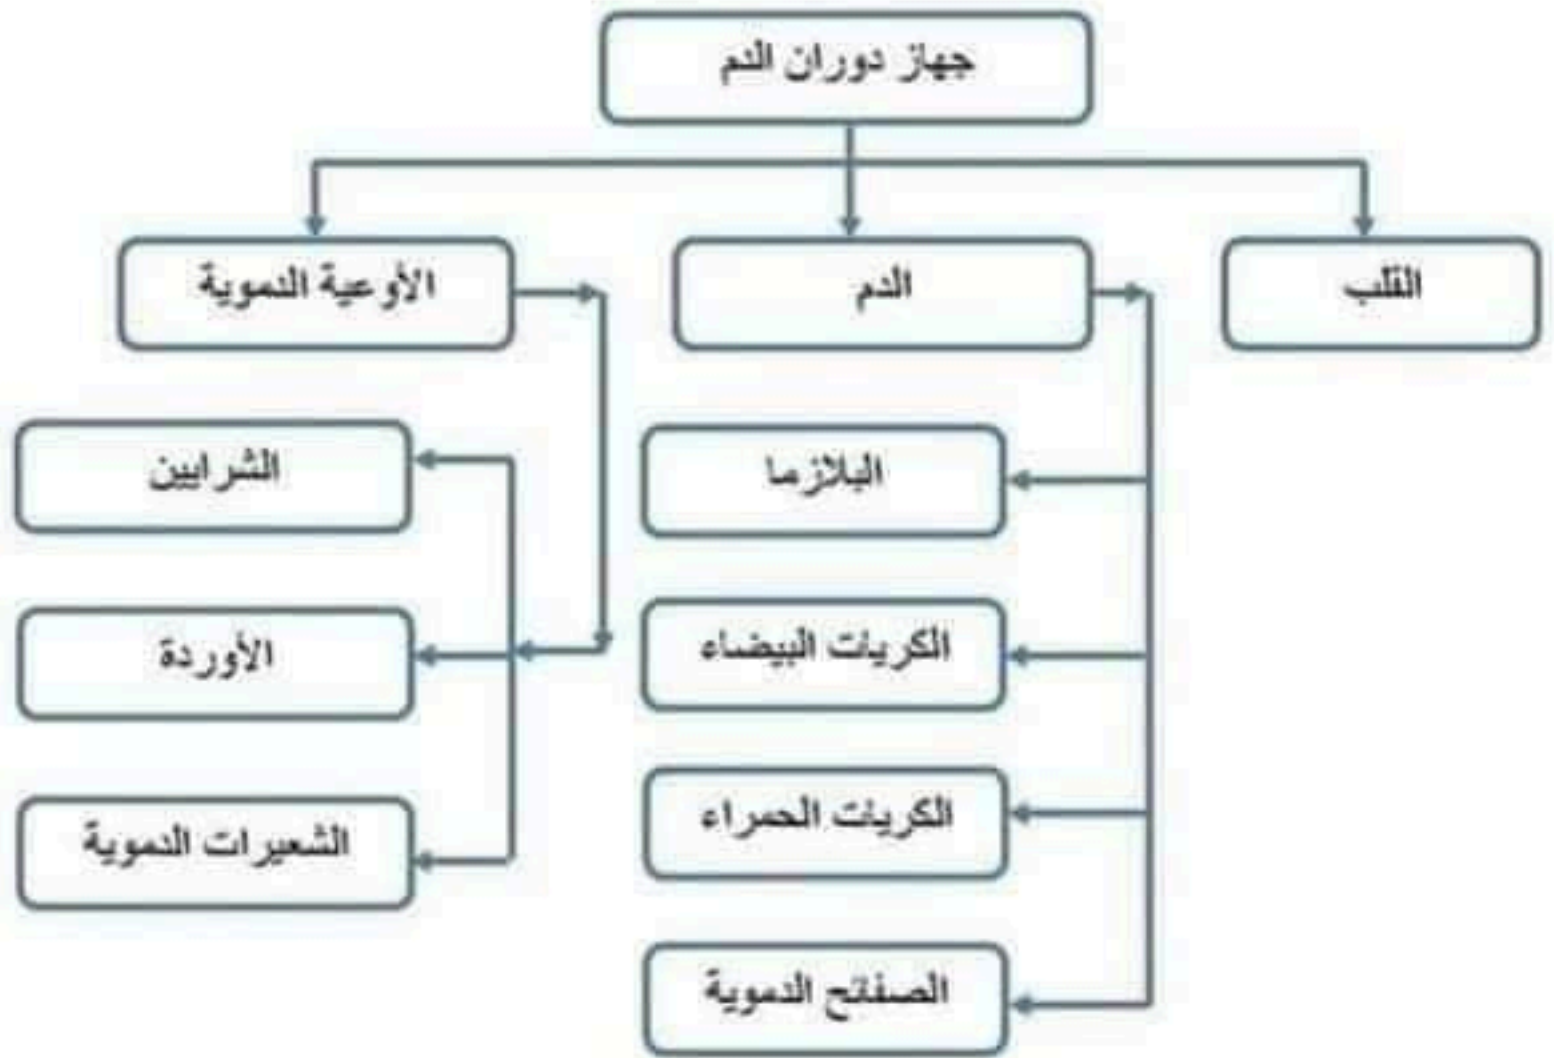 جهاز دوران الدم
القلب
الدم
الأوعية الدموية
البلازما
الكريات البيضاء
الكريات الحمراء
الصفائح الدموية
الشرايين
الأوردة
الشعيرات الدموية